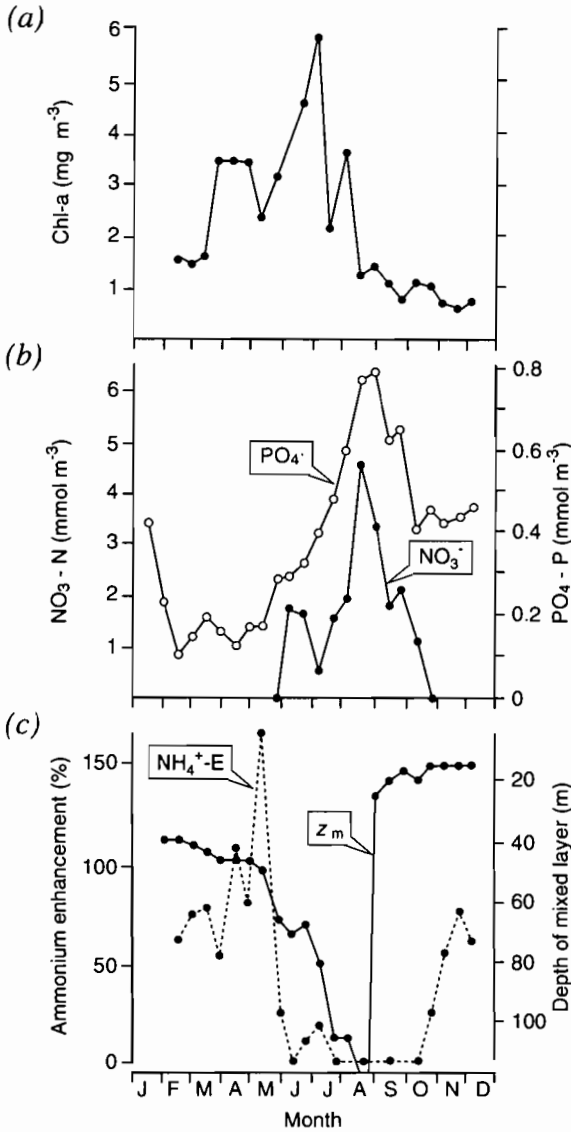 (a)
6
5
4
3
2
1
Chl-a (mg m-3)
(b)
6
5
4
3
2
1
NO3 - N (mmol m-3)
PO4-
NO3-
0.8
0.6
0.4
0.2
0
PO4 - P (mmol m-3)
(c)
150
100
50
0
Ammonium enhancement (%)
NH4+-E
zm
20
40
60
80
100
Depth of mixed layer (m)
J F M A M J J A S O N D
Month